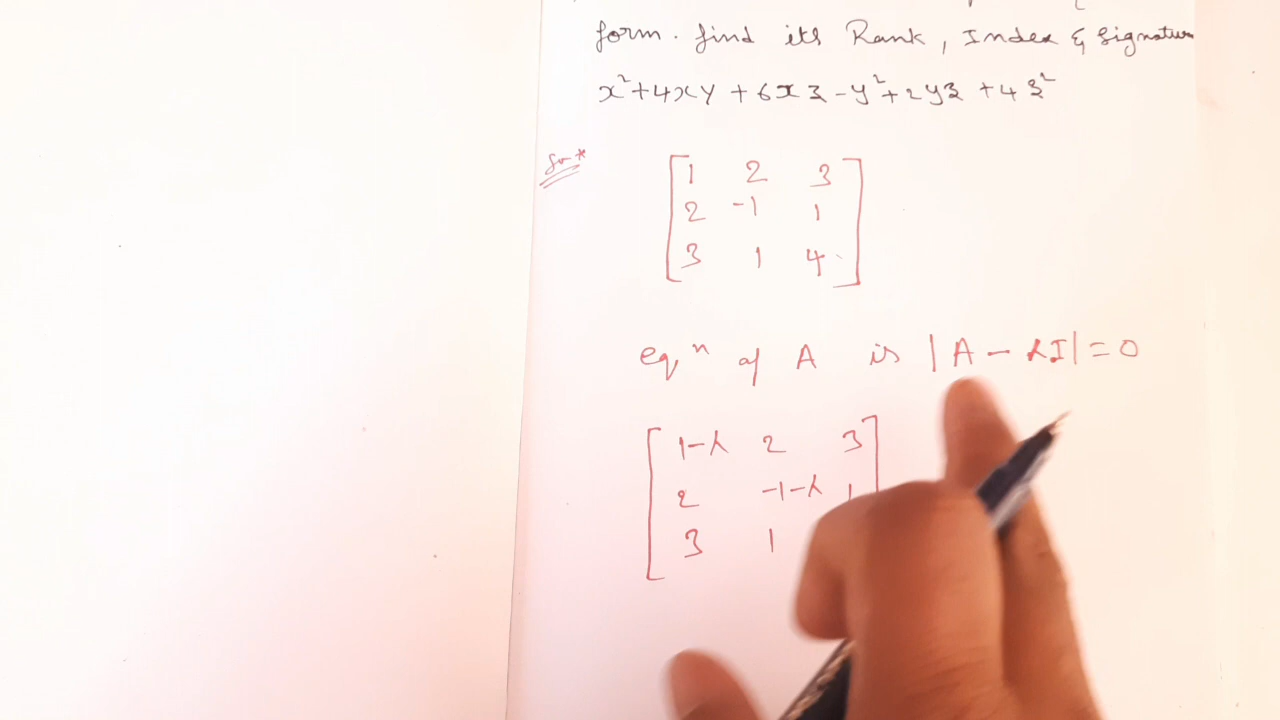 form. find its Rank, Index & Signature
x²+4xy+6xz-y²+2yz+4z²
Solⁿ
1 2 3
2 -1 1
3 1 4
eqⁿ of A is |A-λI|=0
1-λ 2 3
2 -1-λ 1
3 1